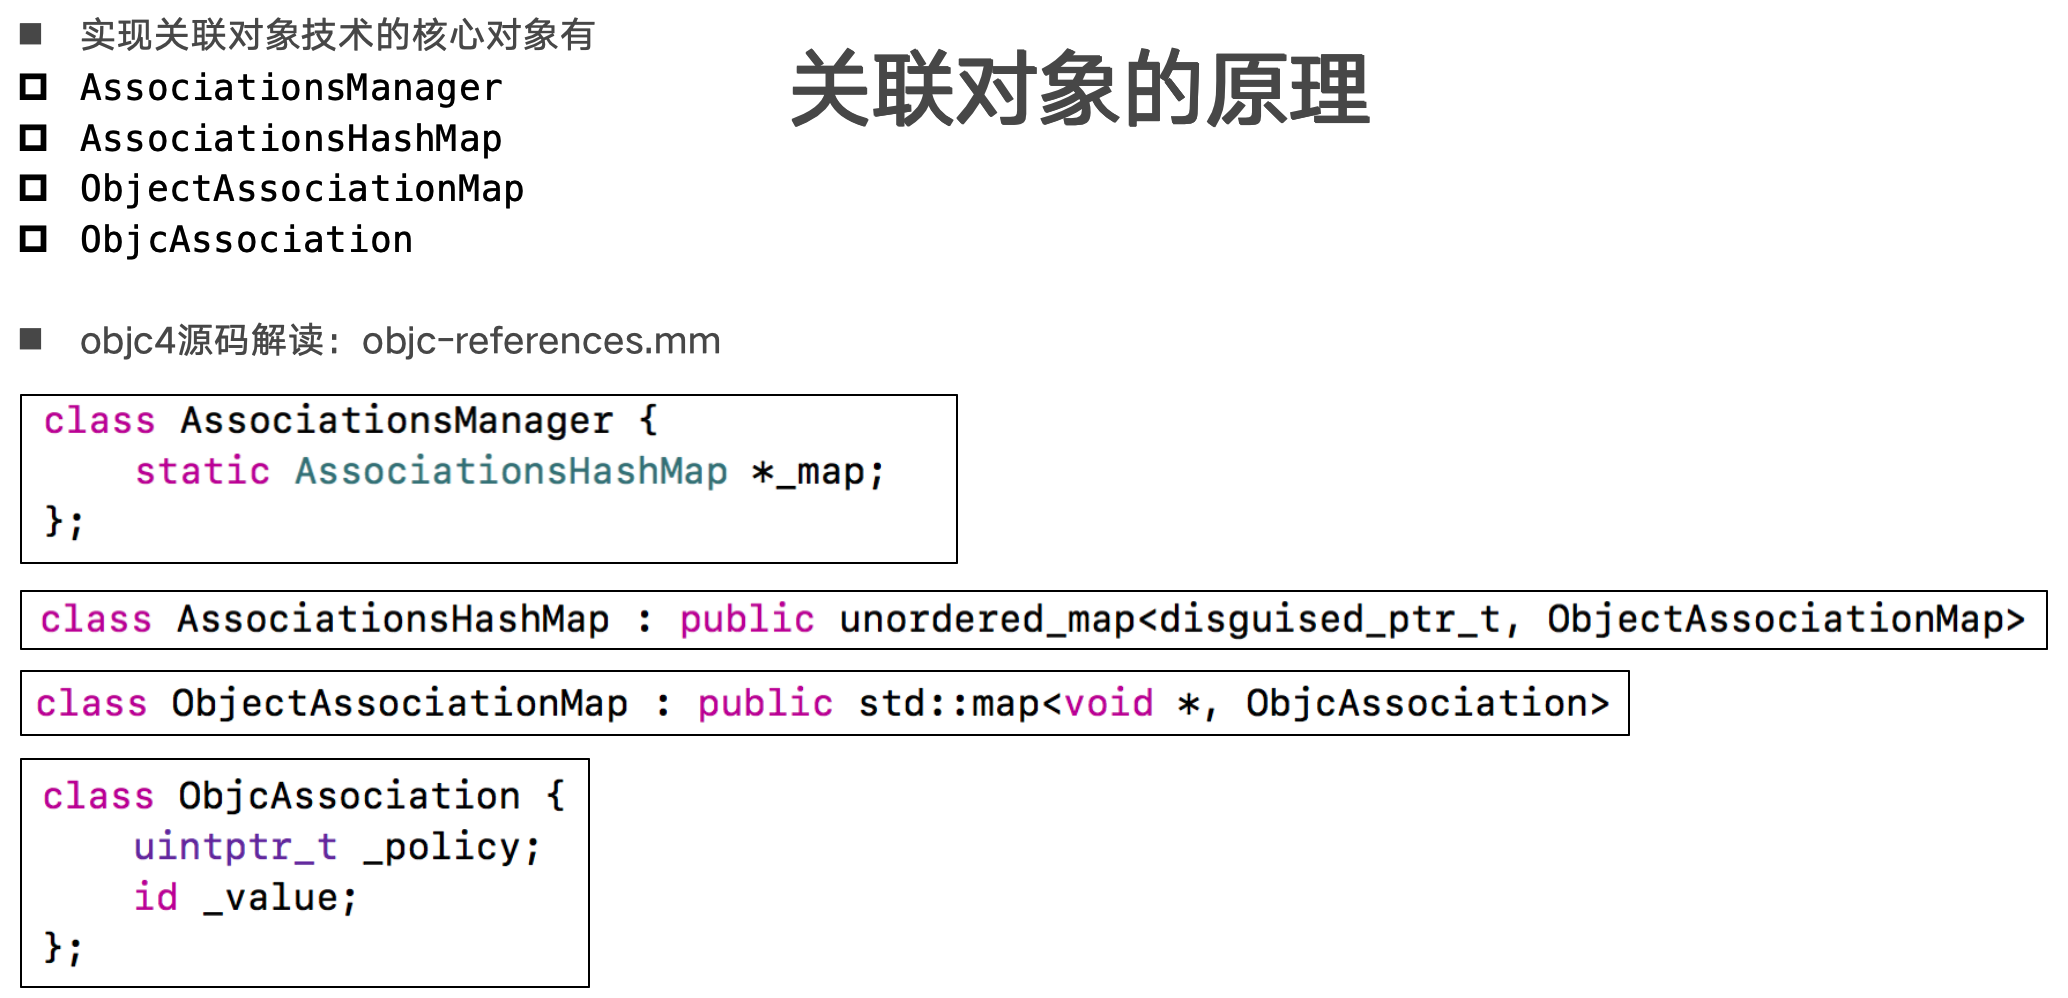 实现关联对象技术的核心对象有
AssociationsManager
AssociationsHashMap
ObjectAssociationMap
ObjcAssociation
关联对象的原理
objc4源码解读：objc-references.mm
class AssociationsManager {
    static AssociationsHashMap *_map;
};
class AssociationsHashMap : public unordered_map<disguised_ptr_t, ObjectAssociationMap>
class ObjectAssociationMap : public std::map<void *, ObjcAssociation>
class ObjcAssociation {
    uintptr_t _policy;
    id _value;
};